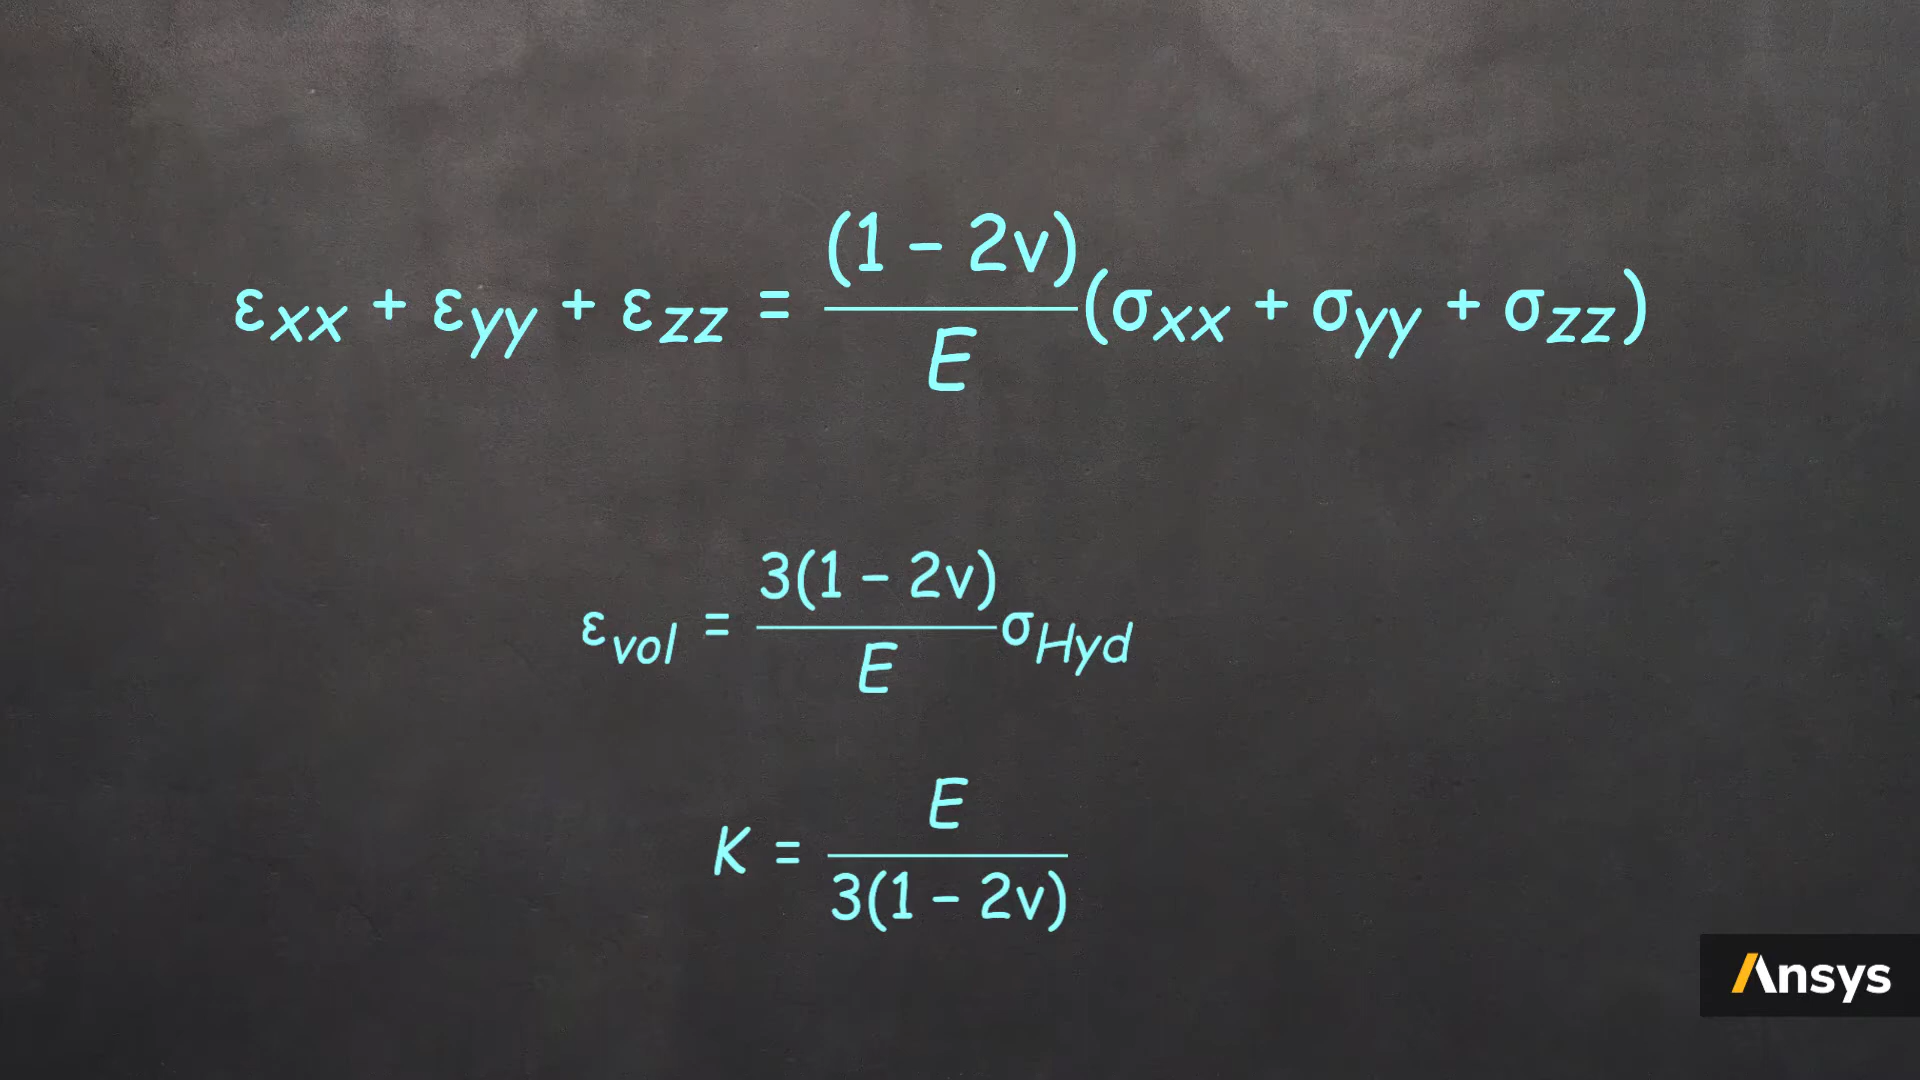 εxx + εyy + εzz = (1 − 2v)/E (σxx + σyy + σzz)
εvol = 3(1 − 2v)/E σHyd
K = E/3(1 − 2v)
Ansys